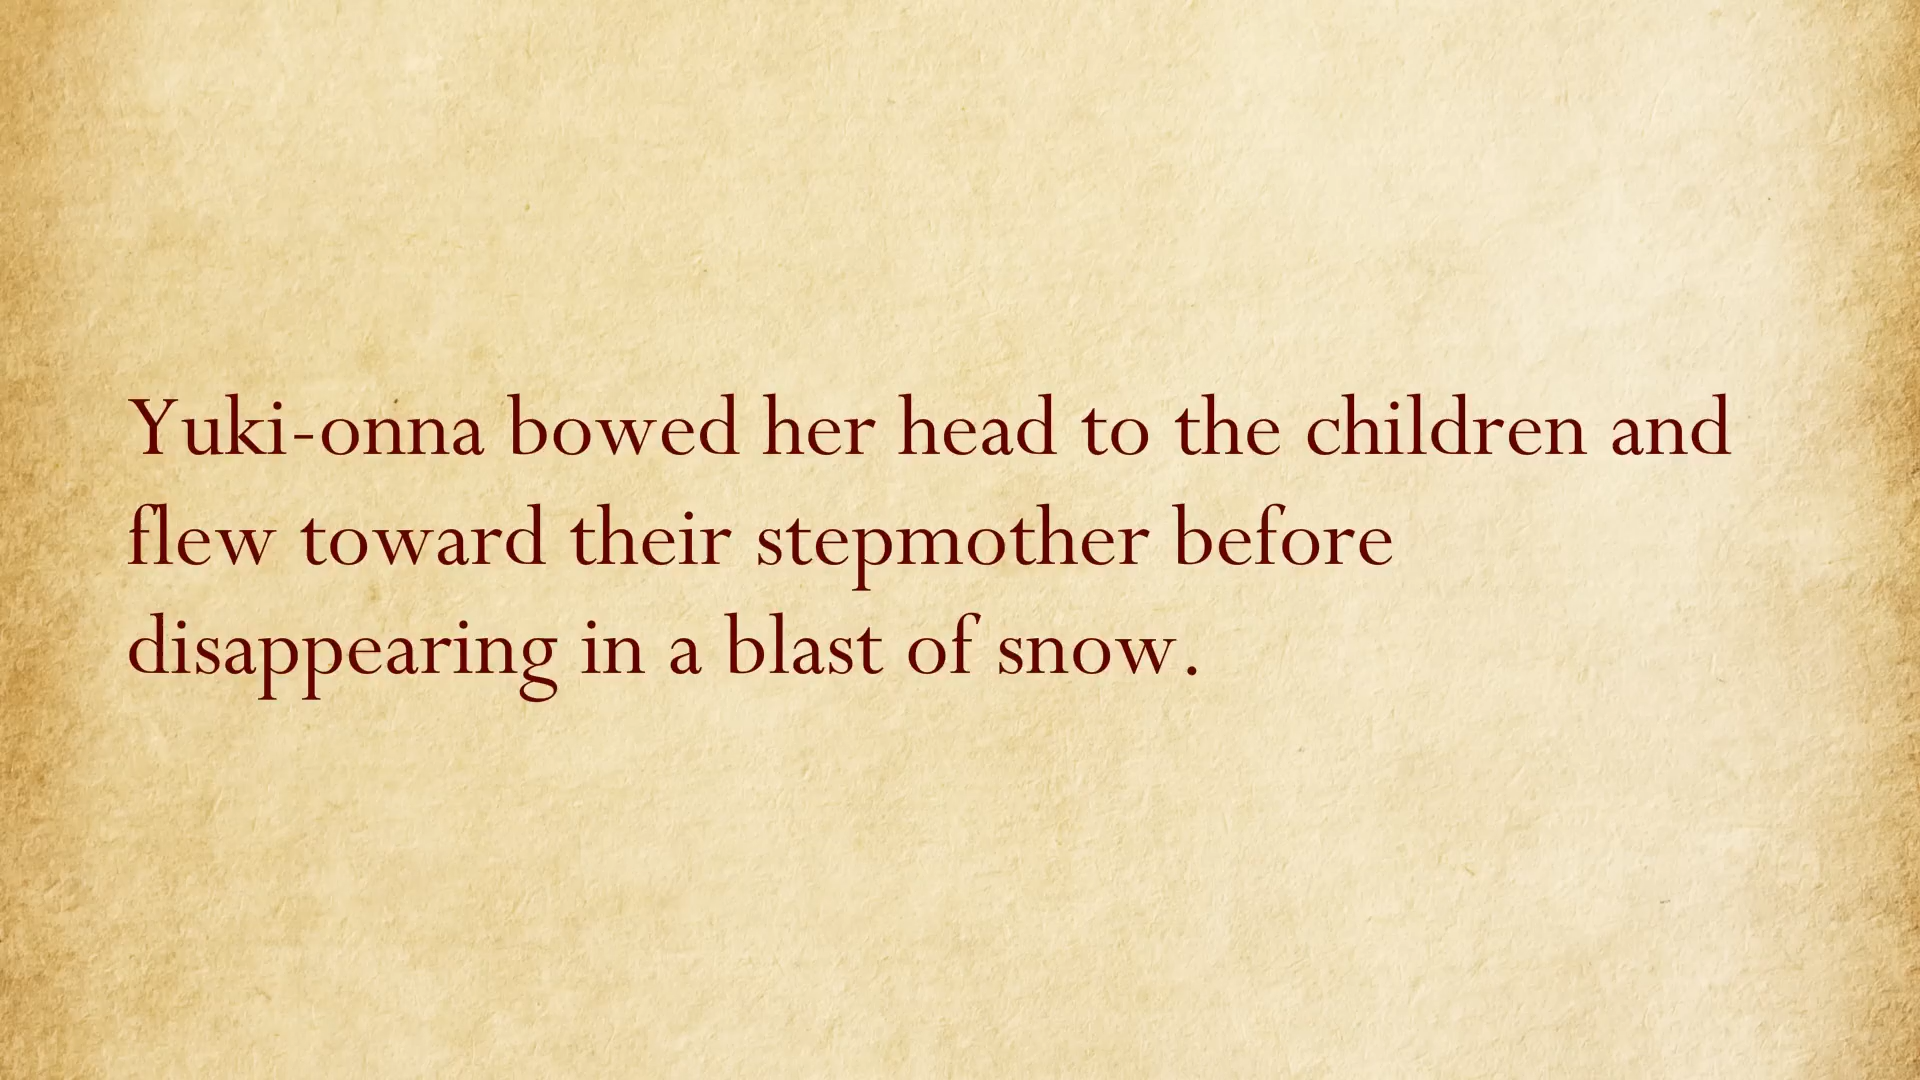 Yuki-onna bowed her head to the children and
flew toward their stepmother before
disappearing in a blast of snow.